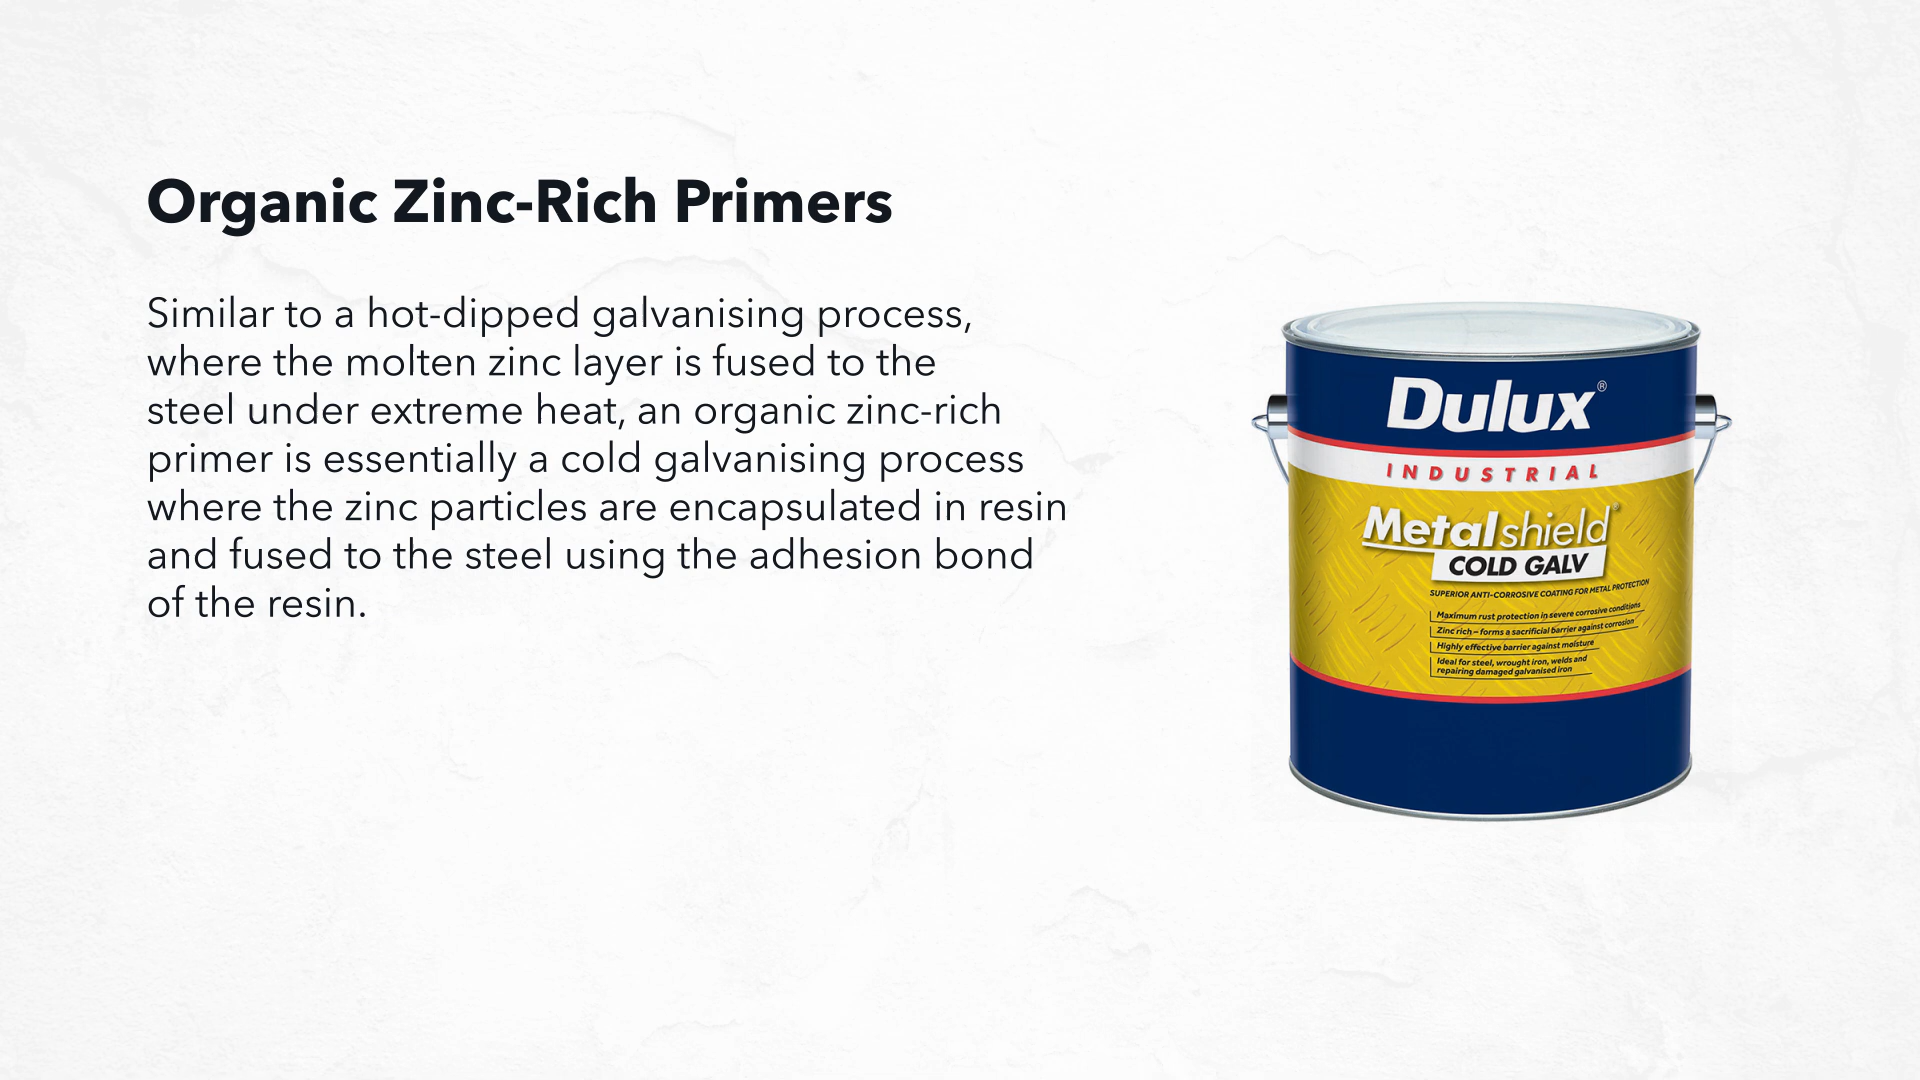 Organic Zinc-Rich Primers
Similar to a hot-dipped galvanising process,
where the molten zinc layer is fused to the
steel under extreme heat, an organic zinc-rich
primer is essentially a cold galvanising process
where the zinc particles are encapsulated in resin
and fused to the steel using the adhesion bond
of the resin.
Dulux®
INDUSTRIAL
Metalshield®
COLD GALV
SUPERIOR ANTI-CORROSIVE COATING FOR METAL PROTECTION
Maximum rust protection in severe corrosive conditions
Zinc rich – forms a sacrificial barrier against corrosion
Highly effective barrier against moisture
Ideal for steel, wrought iron, welds and
repairing damaged galvanised iron